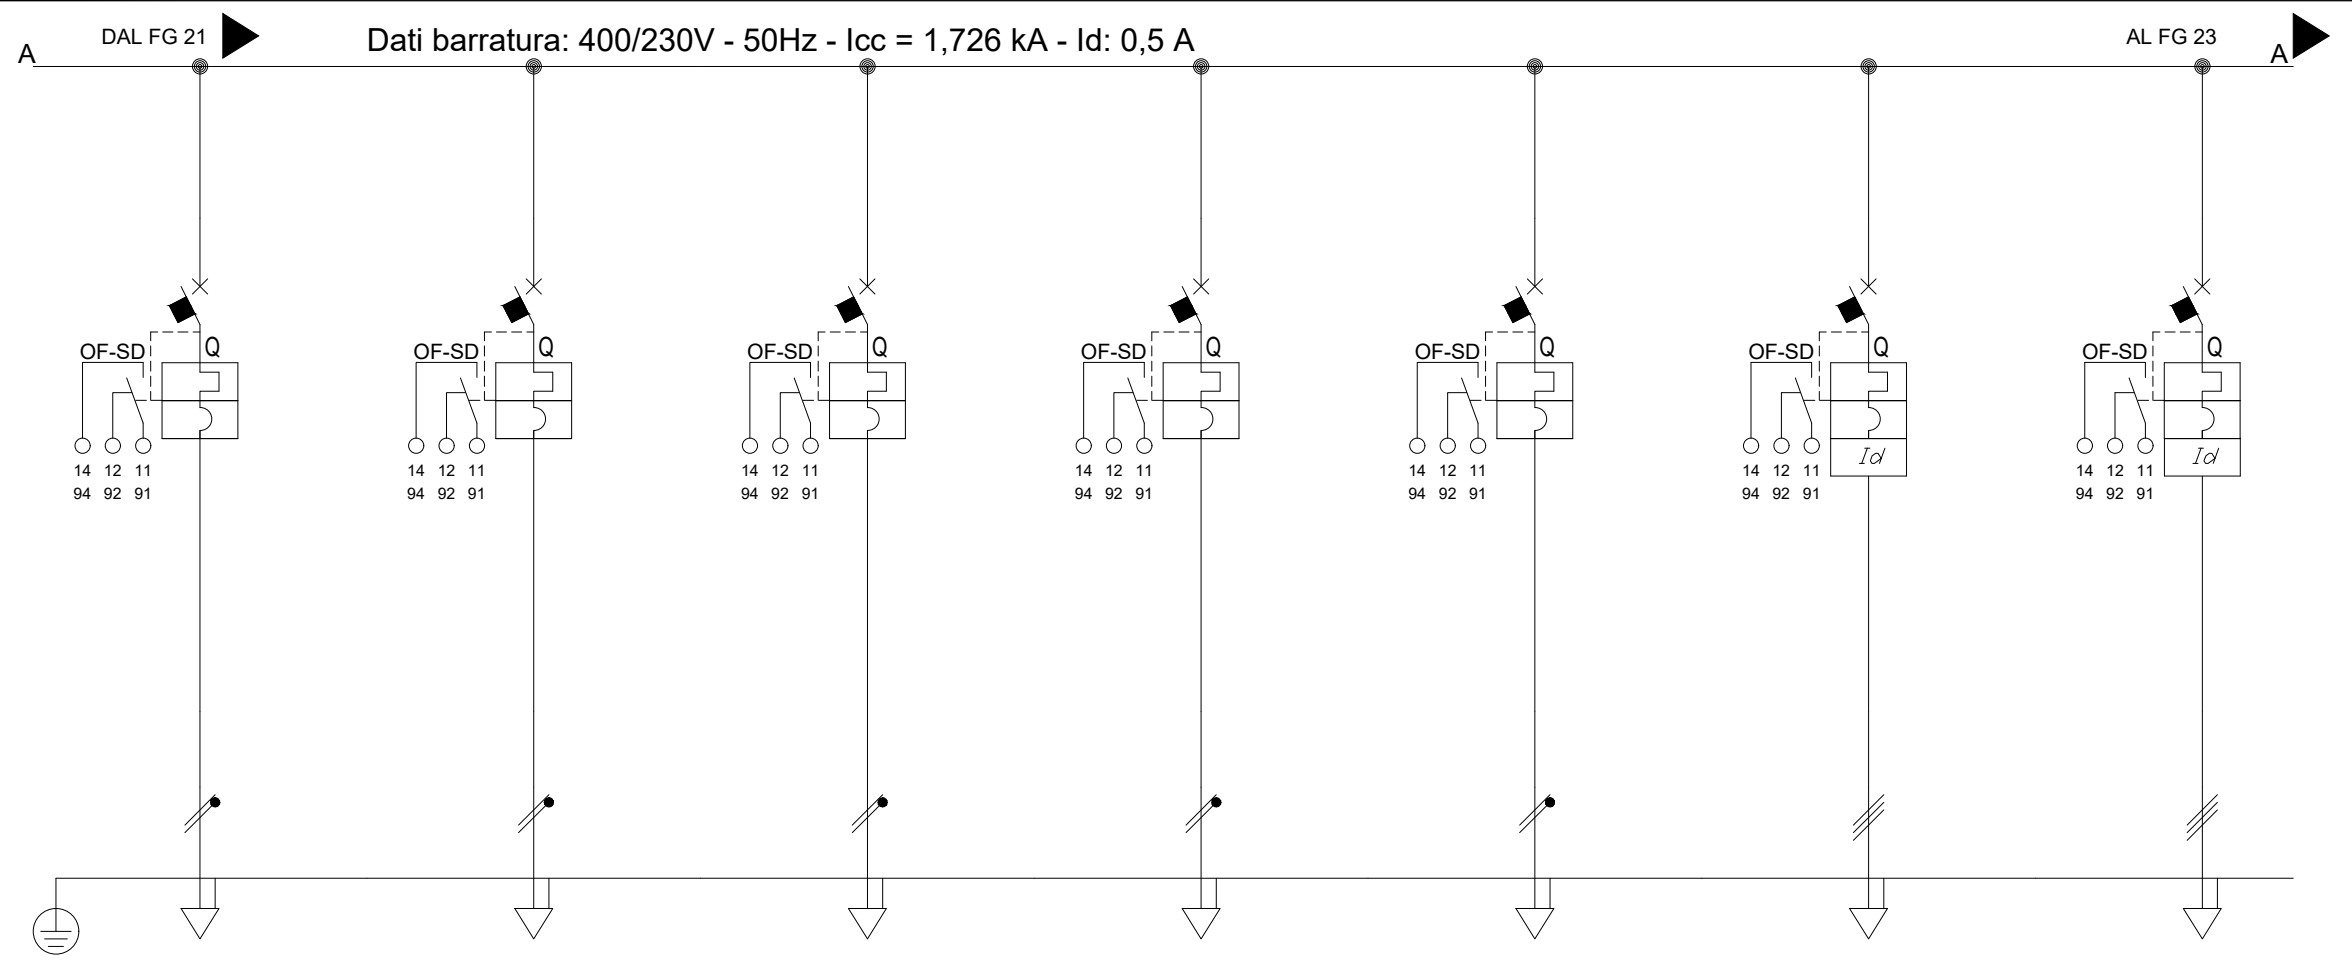 DAL FG 21
Dati barratura: 400/230V - 50Hz - Icc = 1,726 kA - Id: 0,5 A
AL FG 23
A
A
OF-SD Q OF-SD Q OF-SD Q OF-SD Q OF-SD Q OF-SD Q OF-SD Q
14 12 11 14 12 11 14 12 11 14 12 11 14 12 11 14 12 11 Id 14 12 11 Id
94 92 91 94 92 91 94 92 91 94 92 91 94 92 91 94 92 91 94 92 91